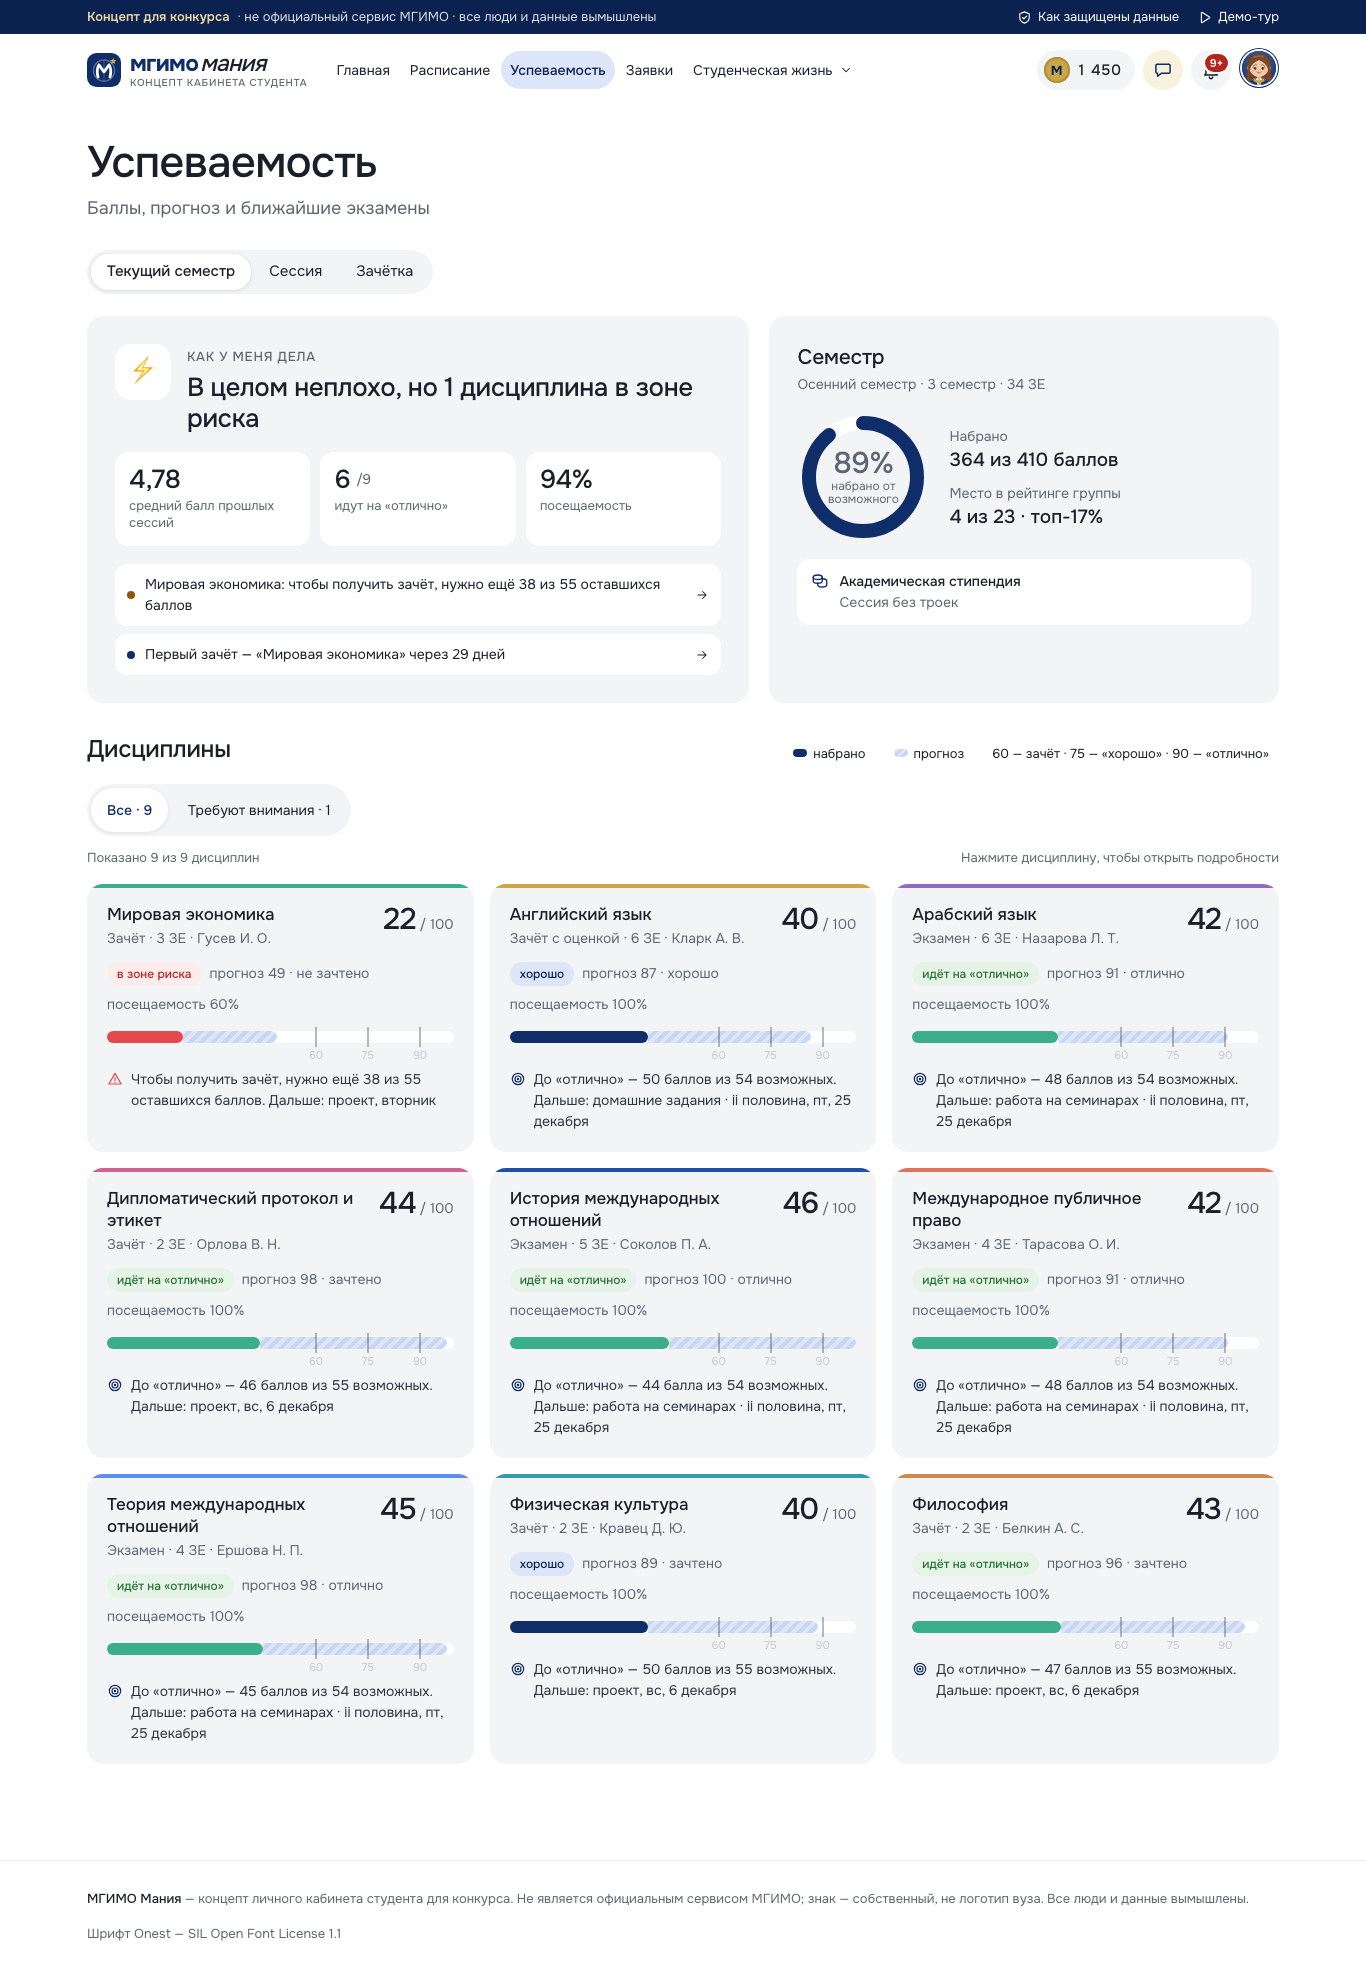 Концепт для конкурса · не официальный сервис МГИМО · все люди и данные вымышлены
Как защищены данные
Демо-тур
МГИМО Мания
КОНЦЕПТ КАБИНЕТА СТУДЕНТА
Главная
Расписание
Успеваемость
Заявки
Студенческая жизнь
М 1 450
9+
Успеваемость
Баллы, прогноз и ближайшие экзамены
Текущий семестр
Сессия
Зачётка
КАК У МЕНЯ ДЕЛА
В целом неплохо, но 1 дисциплина в зоне
риска
4,78
средний балл прошлых
сессий
6 /9
идут на «отлично»
94%
посещаемость
Мировая экономика: чтобы получить зачёт, нужно ещё 38 из 55 оставшихся
баллов
Первый зачёт — «Мировая экономика» через 29 дней
Семестр
Осенний семестр · 3 семестр · 34 ЗЕ
89%
набрано от
возможного
Набрано
364 из 410 баллов
Место в рейтинге группы
4 из 23 · топ-17%
Академическая стипендия
Сессия без троек
Дисциплины
набрано
прогноз
60 — зачёт · 75 — «хорошо» · 90 — «отлично»
Все · 9
Требуют внимания · 1
Показано 9 из 9 дисциплин
Нажмите дисциплину, чтобы открыть подробности
Мировая экономика
22 / 100
Зачёт · 3 ЗЕ · Гусев И. О.
в зоне риска прогноз 49 · не зачтено
посещаемость 60%
60 75 90
Чтобы получить зачёт, нужно ещё 38 из 55
оставшихся баллов. Дальше: проект, вторник
Английский язык
40 / 100
Зачёт с оценкой · 6 ЗЕ · Кларк А. В.
хорошо прогноз 87 · хорошо
посещаемость 100%
60 75 90
До «отлично» — 50 баллов из 54 возможных.
Дальше: домашние задания · ii половина, пт, 25
декабря
Арабский язык
42 / 100
Экзамен · 6 ЗЕ · Назарова Л. Т.
идёт на «отлично» прогноз 91 · отлично
посещаемость 100%
60 75 90
До «отлично» — 48 баллов из 54 возможных.
Дальше: работа на семинарах · ii половина, пт,
25 декабря
Дипломатический протокол и
этикет
44 / 100
Зачёт · 2 ЗЕ · Орлова В. Н.
идёт на «отлично» прогноз 98 · зачтено
посещаемость 100%
60 75 90
До «отлично» — 46 баллов из 55 возможных.
Дальше: проект, вс, 6 декабря
История международных
отношений
46 / 100
Экзамен · 5 ЗЕ · Соколов П. А.
идёт на «отлично» прогноз 100 · отлично
посещаемость 100%
60 75 90
До «отлично» — 44 балла из 54 возможных.
Дальше: работа на семинарах · ii половина, пт,
25 декабря
Международное публичное
право
42 / 100
Экзамен · 4 ЗЕ · Тарасова О. И.
идёт на «отлично» прогноз 91 · отлично
посещаемость 100%
60 75 90
До «отлично» — 48 баллов из 54 возможных.
Дальше: работа на семинарах · ii половина, пт,
25 декабря
Теория международных
отношений
45 / 100
Экзамен · 4 ЗЕ · Ершова Н. П.
идёт на «отлично» прогноз 98 · отлично
посещаемость 100%
60 75 90
До «отлично» — 45 баллов из 54 возможных.
Дальше: работа на семинарах · ii половина, пт,
25 декабря
Физическая культура
40 / 100
Зачёт · 2 ЗЕ · Кравец Д. Ю.
хорошо прогноз 89 · зачтено
посещаемость 100%
60 75 90
До «отлично» — 50 баллов из 55 возможных.
Дальше: проект, вс, 6 декабря
Философия
43 / 100
Зачёт · 2 ЗЕ · Белкин А. С.
идёт на «отлично» прогноз 96 · зачтено
посещаемость 100%
60 75 90
До «отлично» — 47 баллов из 55 возможных.
Дальше: проект, вс, 6 декабря
МГИМО Мания — концепт личного кабинета студента для конкурса. Не является официальным сервисом МГИМО; знак — собственный, не логотип вуза. Все люди и данные вымышлены.
Шрифт Onest — SIL Open Font License 1.1